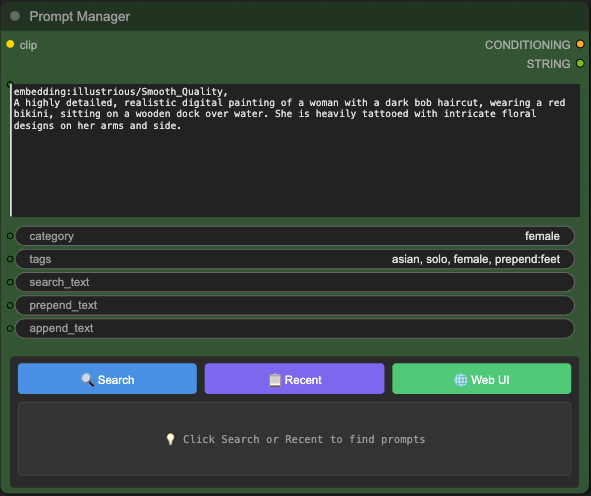 Prompt Manager
clip
CONDITIONING
STRING
embedding:illustrious/Smooth_Quality,
A highly detailed, realistic digital painting of a woman with a dark bob haircut, wearing a red
bikini, sitting on a wooden dock over water. She is heavily tattooed with intricate floral
designs on her arms and side.
category female
tags asian, solo, female, prepend:feet
search_text
prepend_text
append_text
🔍 Search 📋 Recent 🌐 Web UI
💡 Click Search or Recent to find prompts